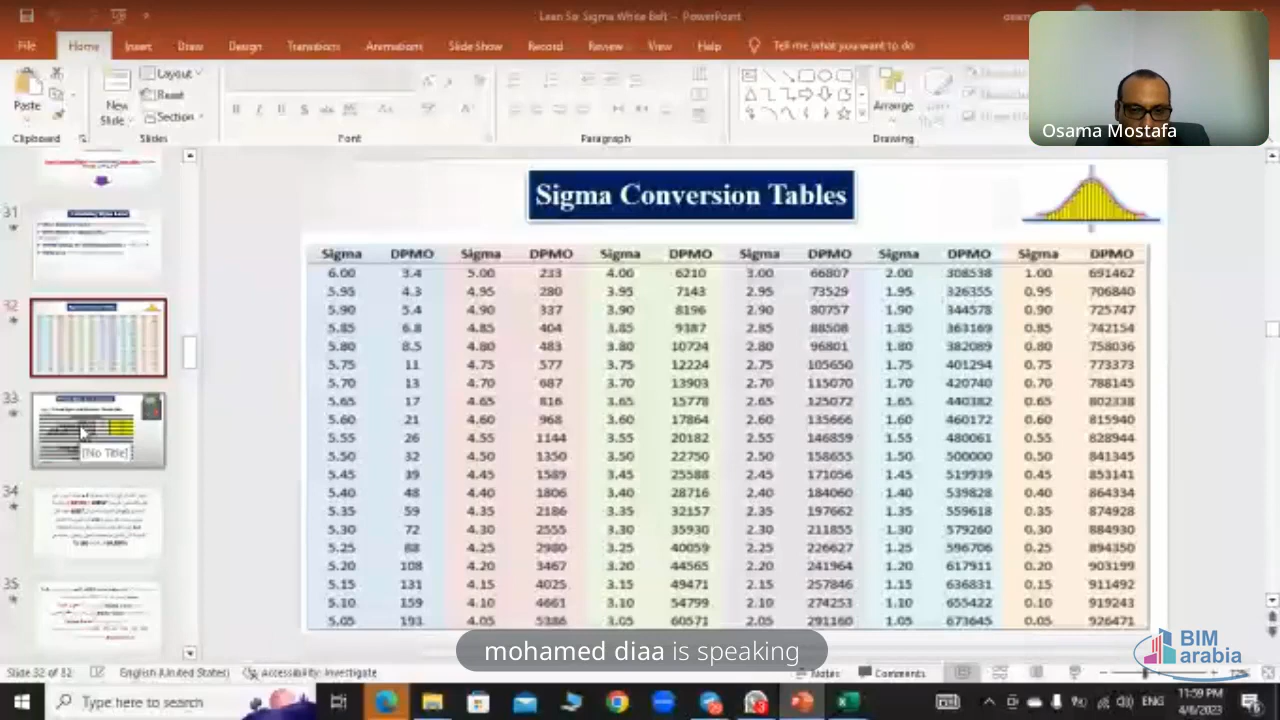 Lean Six Sigma White Belt - PowerPoint
File Home Insert Draw Design Transitions Animations Slide Show Record Review View Help Tell me what you want to do
Paste
New Slide
Layout
Reset
Section
Arrange
Clipboard Slides Font Paragraph Drawing
Osama Mostafa
31
32
33
[No Title]
34
35
Sigma Conversion Tables
Sigma DPMO Sigma DPMO Sigma DPMO Sigma DPMO Sigma DPMO Sigma DPMO
6.00 3.4 5.00 233 4.00 6210 3.00 66807 2.00 308538 1.00 691462
5.95 4.3 4.95 280 3.95 7143 2.95 73529 1.95 326355 0.95 706840
5.90 5.4 4.90 337 3.90 8196 2.90 80757 1.90 344578 0.90 725747
5.85 6.8 4.85 404 3.85 9387 2.85 88508 1.85 363169 0.85 742154
5.80 8.5 4.80 483 3.80 10724 2.80 96801 1.80 382089 0.80 758036
5.75 11 4.75 577 3.75 12224 2.75 105650 1.75 401294 0.75 773373
5.70 13 4.70 687 3.70 13903 2.70 115070 1.70 420740 0.70 788145
5.65 17 4.65 816 3.65 15778 2.65 125072 1.65 440382 0.65 802338
5.60 21 4.60 968 3.60 17864 2.60 1.60 460172 0.60 815940
5.55 26 4.55 1144 3.55 20182 2.55 146859 1.55 480061 0.55 828944
5.50 32 4.50 1350 3.50 22750 2.50 158655 1.50 500000 0.50 841345
5.45 39 4.45 1589 3.45 25588 2.45 171056 1.45 519939 0.45 853141
5.40 48 4.40 1806 3.40 28716 2.40 184060 1.40 539828 0.40 864334
5.35 59 4.35 2186 3.35 32157 2.35 197662 1.35 559618 0.35 874928
5.30 72 4.30 2555 3.30 35930 2.30 211855 1.30 579260 0.30 884930
5.25 88 4.25 2980 3.25 40059 2.25 226627 1.25 596706 0.25 894350
5.20 108 4.20 3467 3.20 44565 2.20 241964 1.20 617911 0.20 903199
5.15 131 4.15 4025 3.15 49471 2.15 257846 1.15 636831 0.15 911492
5.10 159 4.10 4661 3.10 54799 2.10 274253 1.10 655422 0.10 919243
5.05 193 4.05 5386 3.05 60571 2.05 291160 1.05 673645 0.05 926471
mohamed diaa is speaking
BIM
arabia
Slide 32 of 82 English (United States) Accessibility: Investigate Notes Comments
Type here to search
ENG
11:59 PM
4/6/2023